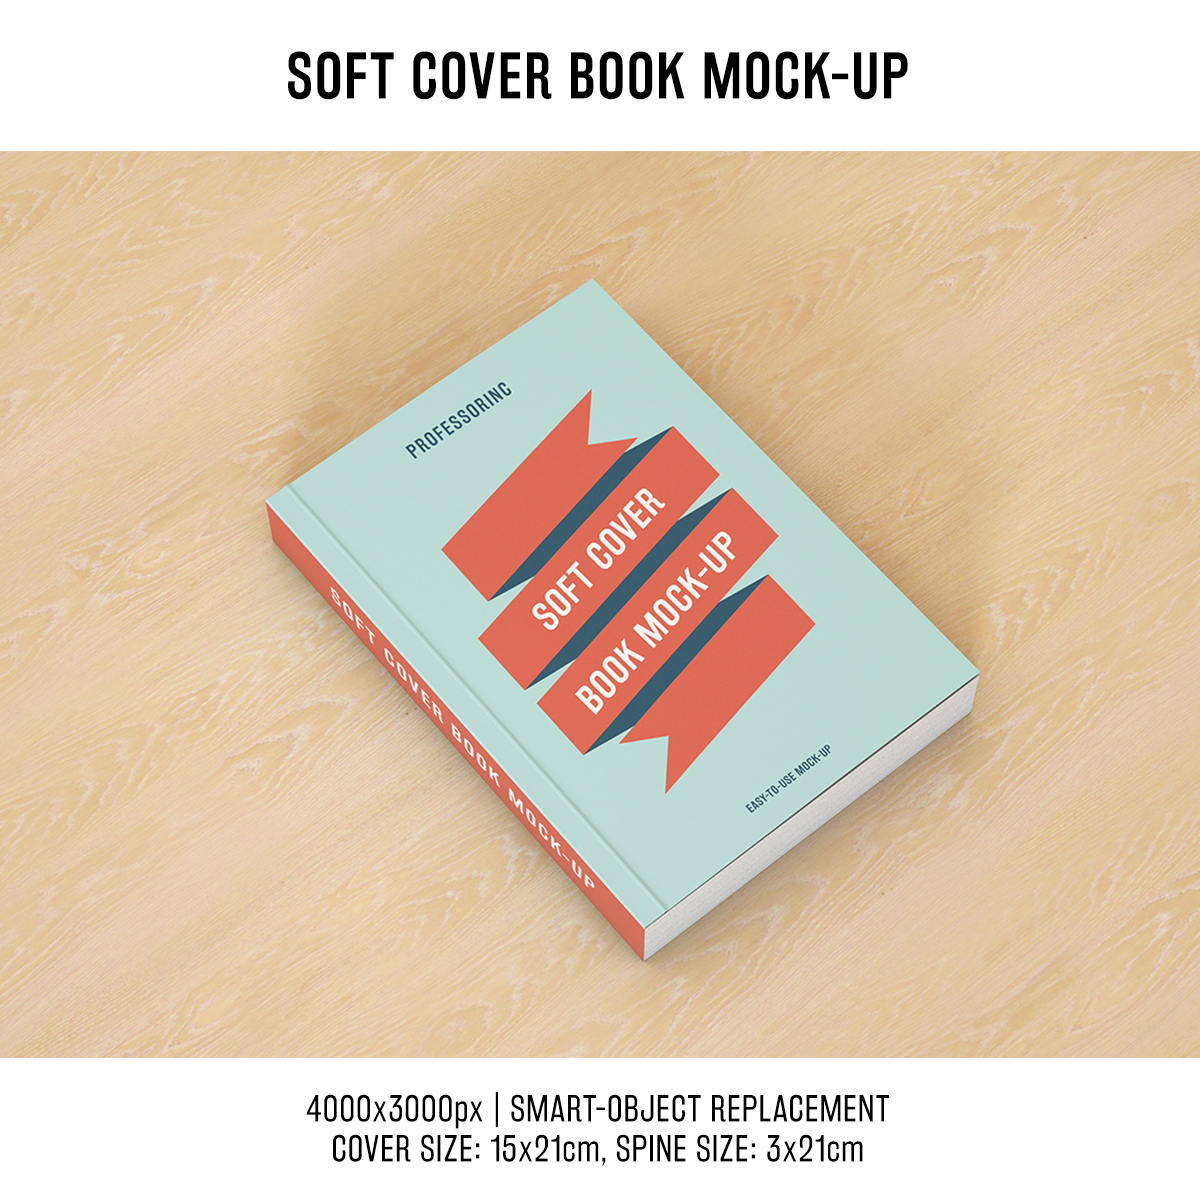 SOFT COVER BOOK MOCK-UP
PROFESSORINC
SOFT COVER
BOOK MOCK-UP
EASY-TO-USE MOCK-UP
SOFT COVER BOOK MOCK-UP
4000x3000px | SMART-OBJECT REPLACEMENT
COVER SIZE: 15x21cm, SPINE SIZE: 3x21cm